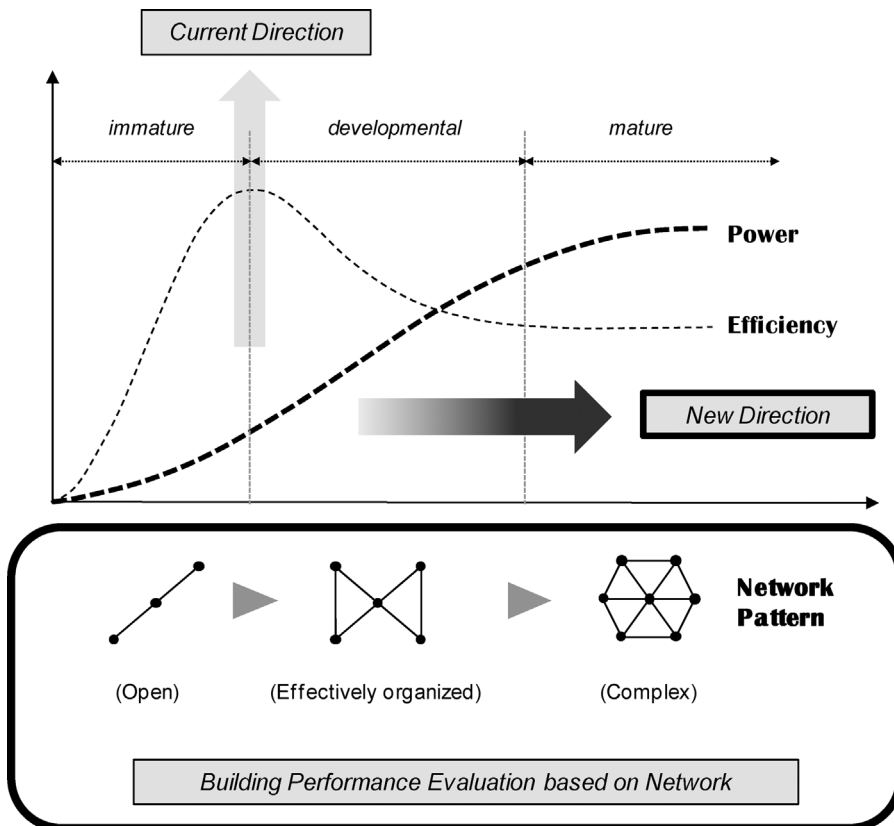 Current Direction
immature
developmental
mature
Power
Efficiency
New Direction
Network
Pattern
(Open)
(Effectively organized)
(Complex)
Building Performance Evaluation based on Network